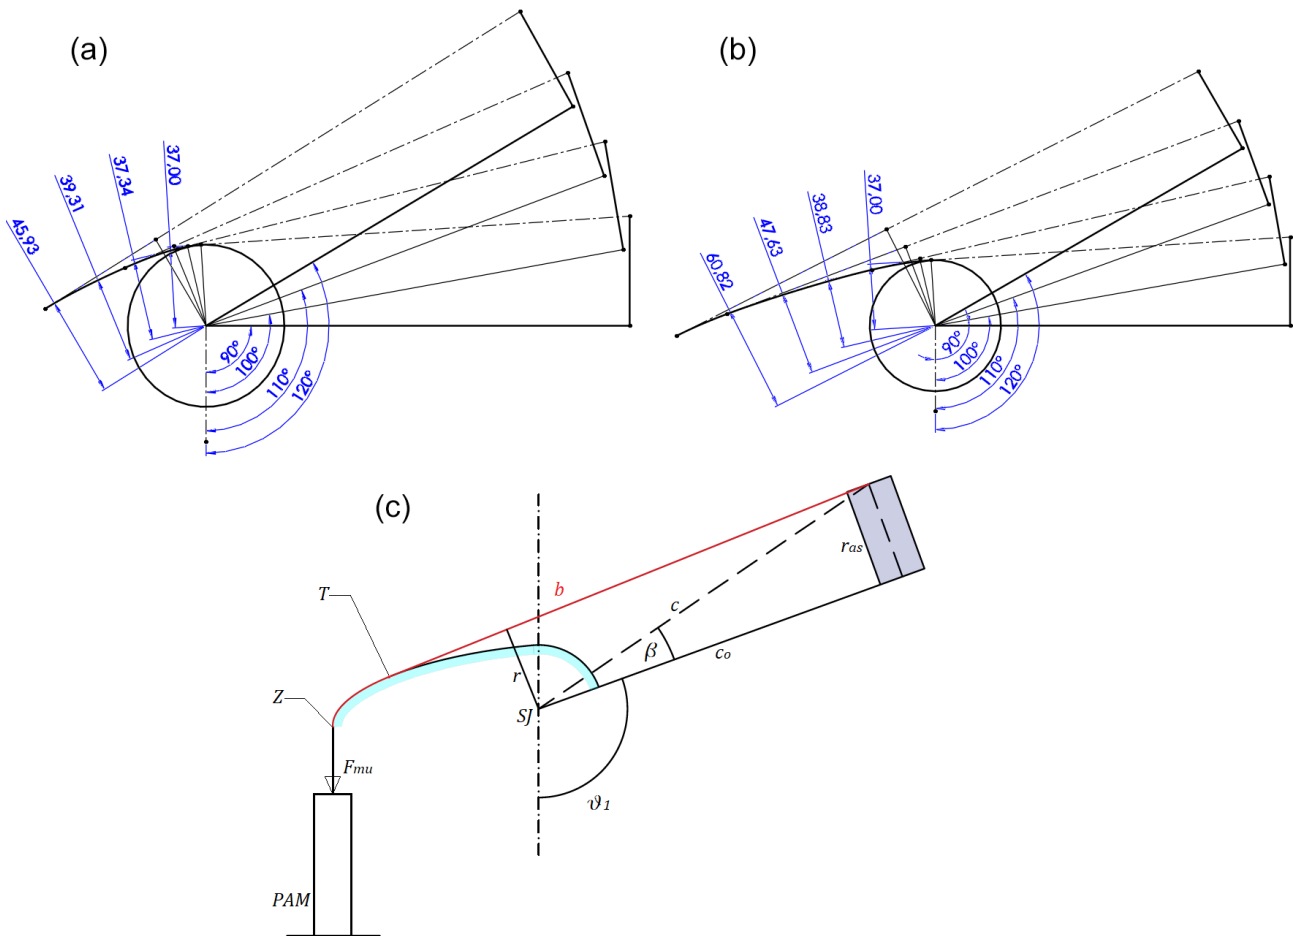 (a)
45,93
39,31
37,34
37,00
90°
100°
110°
120°
(b)
60,82
47,63
38,83
37,00
90°
100°
110°
120°
(c)
T
b
c
ras
β
co
r
SJ
Z
Fmu
ϑ1
PAM